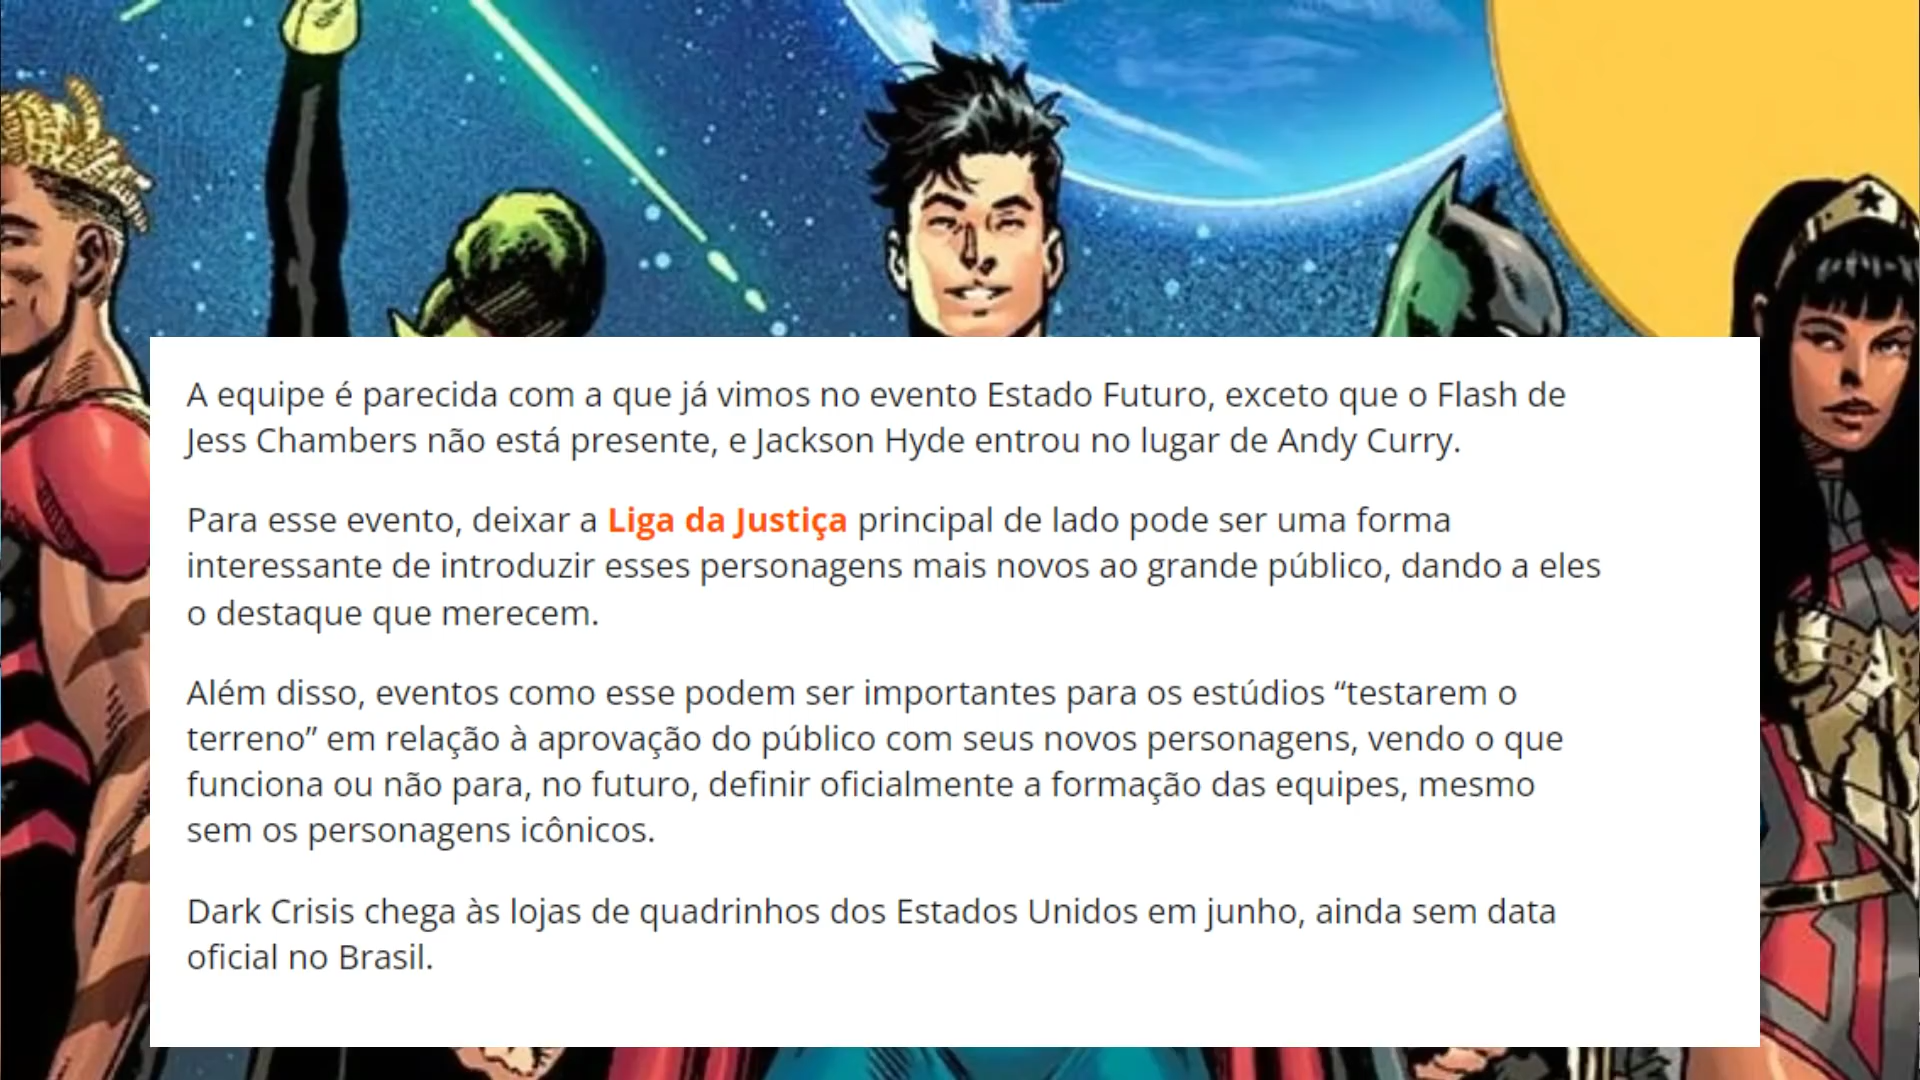 A equipe é parecida com a que já vimos no evento Estado Futuro, exceto que o Flash de
Jess Chambers não está presente, e Jackson Hyde entrou no lugar de Andy Curry.
Para esse evento, deixar a Liga da Justiça principal de lado pode ser uma forma
interessante de introduzir esses personagens mais novos ao grande público, dando a eles
o destaque que merecem.
Além disso, eventos como esse podem ser importantes para os estúdios “testarem o
terreno” em relação à aprovação do público com seus novos personagens, vendo o que
funciona ou não para, no futuro, definir oficialmente a formação das equipes, mesmo
sem os personagens icônicos.
Dark Crisis chega às lojas de quadrinhos dos Estados Unidos em junho, ainda sem data
oficial no Brasil.